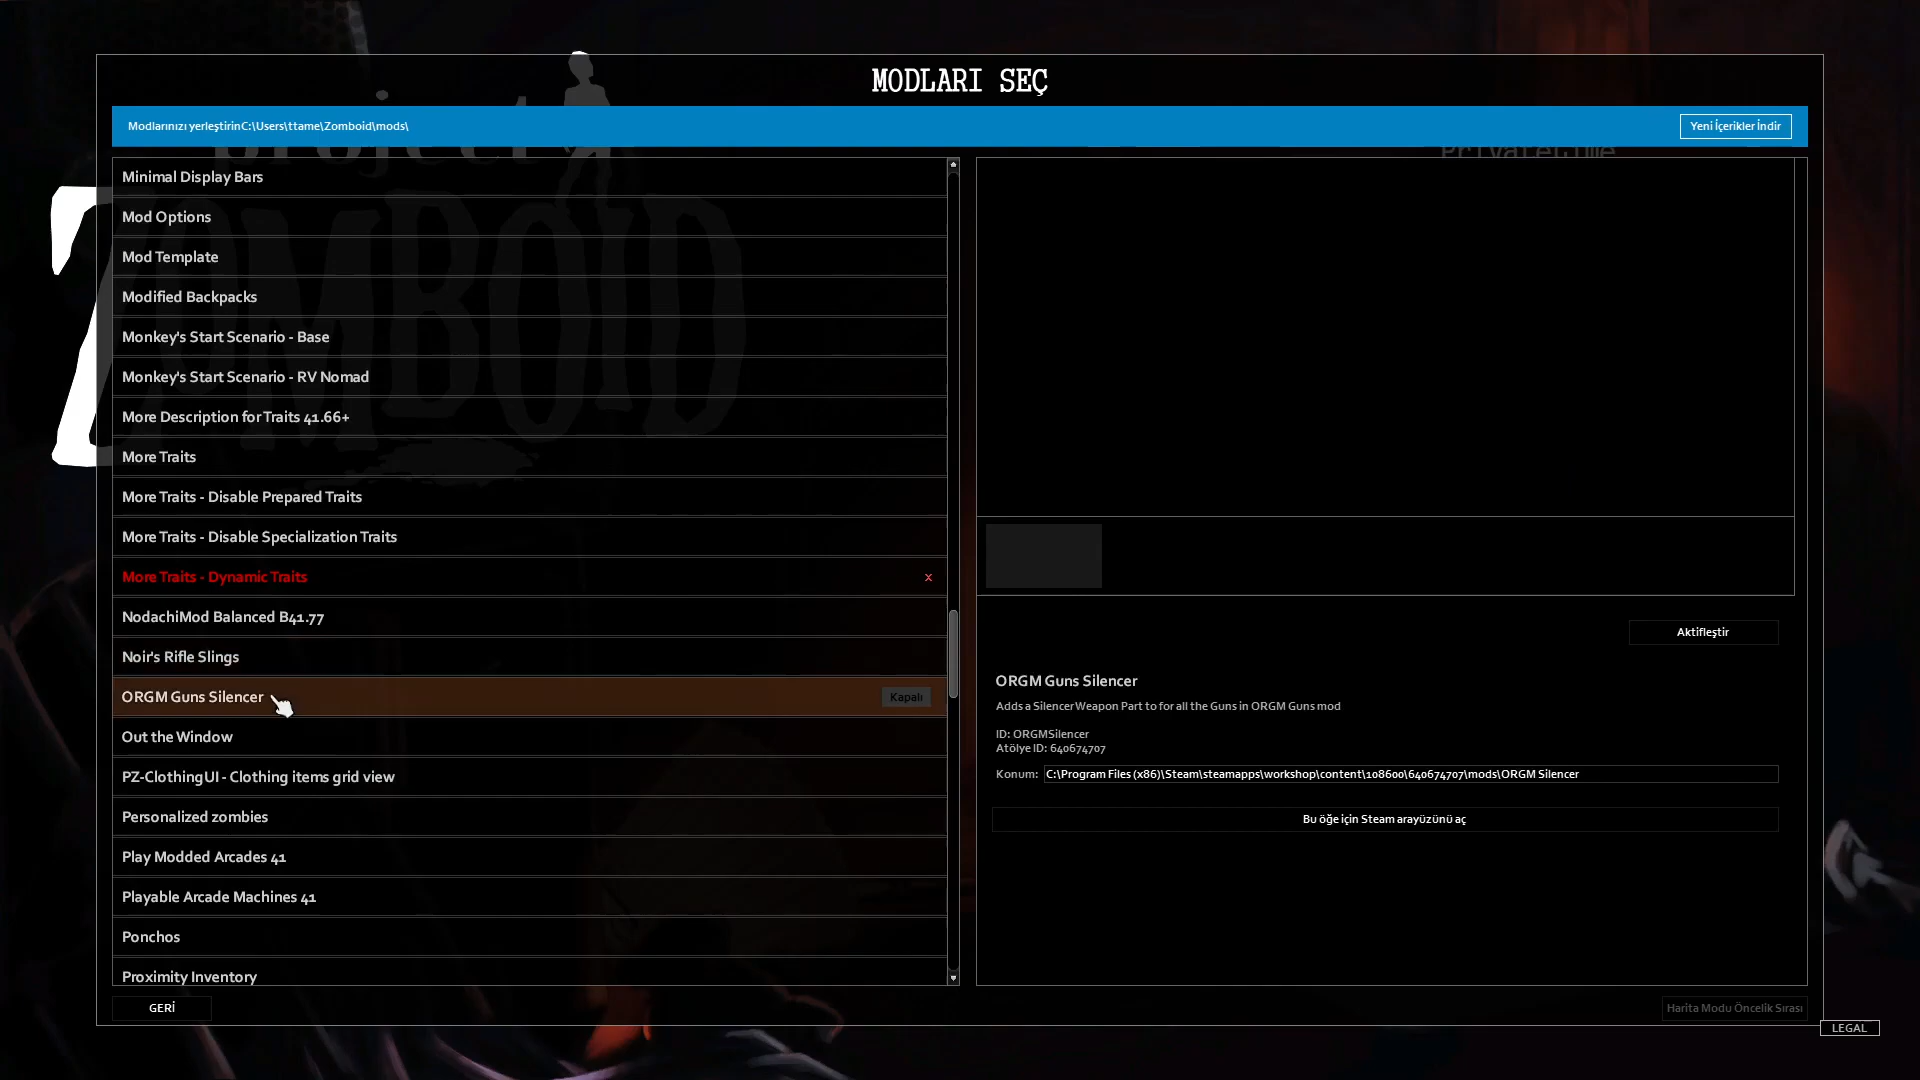 MODLARI SEÇ
Modlarınızı yerleştirinC:\Users\ttame\Zomboid\mods\
Yeni İçerikler İndir
project
PrivateTime
ZOMBOID
Minimal Display Bars
Mod Options
Mod Template
Modified Backpacks
Monkey's Start Scenario - Base
Monkey's Start Scenario - RV Nomad
More Description for Traits 41.66+
More Traits
More Traits - Disable Prepared Traits
More Traits - Disable Specialization Traits
More Traits - Dynamic Traits x
NodachiMod Balanced B41.77
Noir's Rifle Slings
ORGM Guns Silencer Kapalı
Out the Window
PZ-ClothingUI - Clothing items grid view
Personalized zombies
Play Modded Arcades 41
Playable Arcade Machines 41
Ponchos
Proximity Inventory
Aktifleştir
ORGM Guns Silencer
Adds a Silencer Weapon Part to for all the Guns in ORGM Guns mod
ID: ORGMSilencer
Atölye ID: 640674707
Konum: C:\Program Files (x86)\Steam\steamapps\workshop\content\108600\640674707\mods\ORGM Silencer
Bu öğe için Steam arayüzünü aç
GERİ
Harita Modu Öncelik Sırası
LEGAL